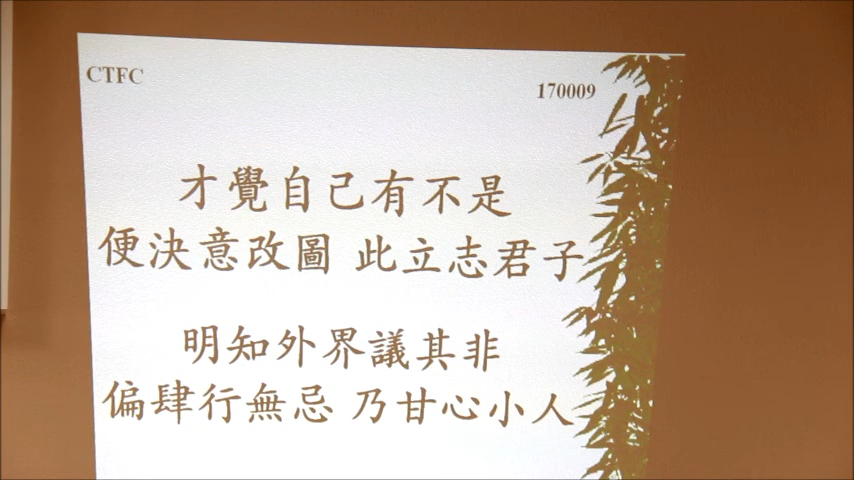 CTFC
170009
才覺自己有不是
便決意改圖 此立志君子
明知外界議其非
偏肆行無忌 乃甘心小人